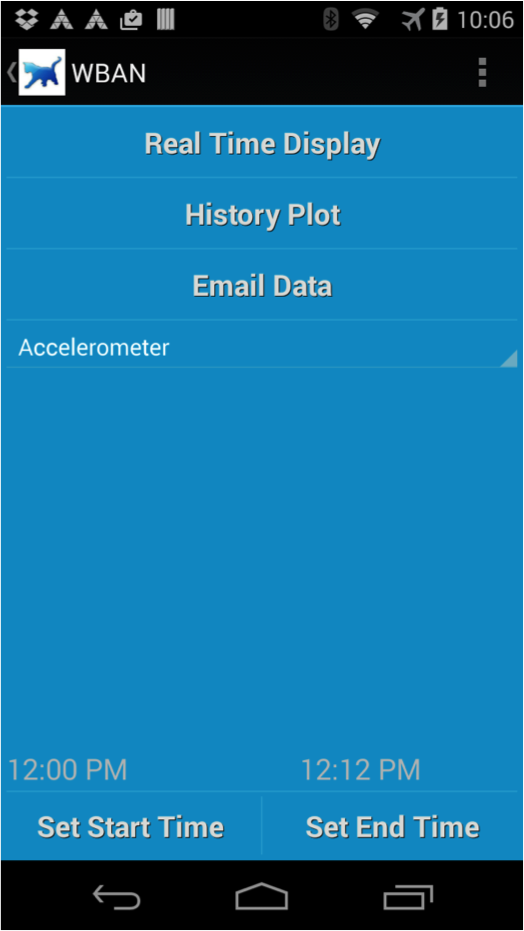 10:06
WBAN
Real Time Display
History Plot
Email Data
Accelerometer
12:00 PM 12:12 PM
Set Start Time Set End Time